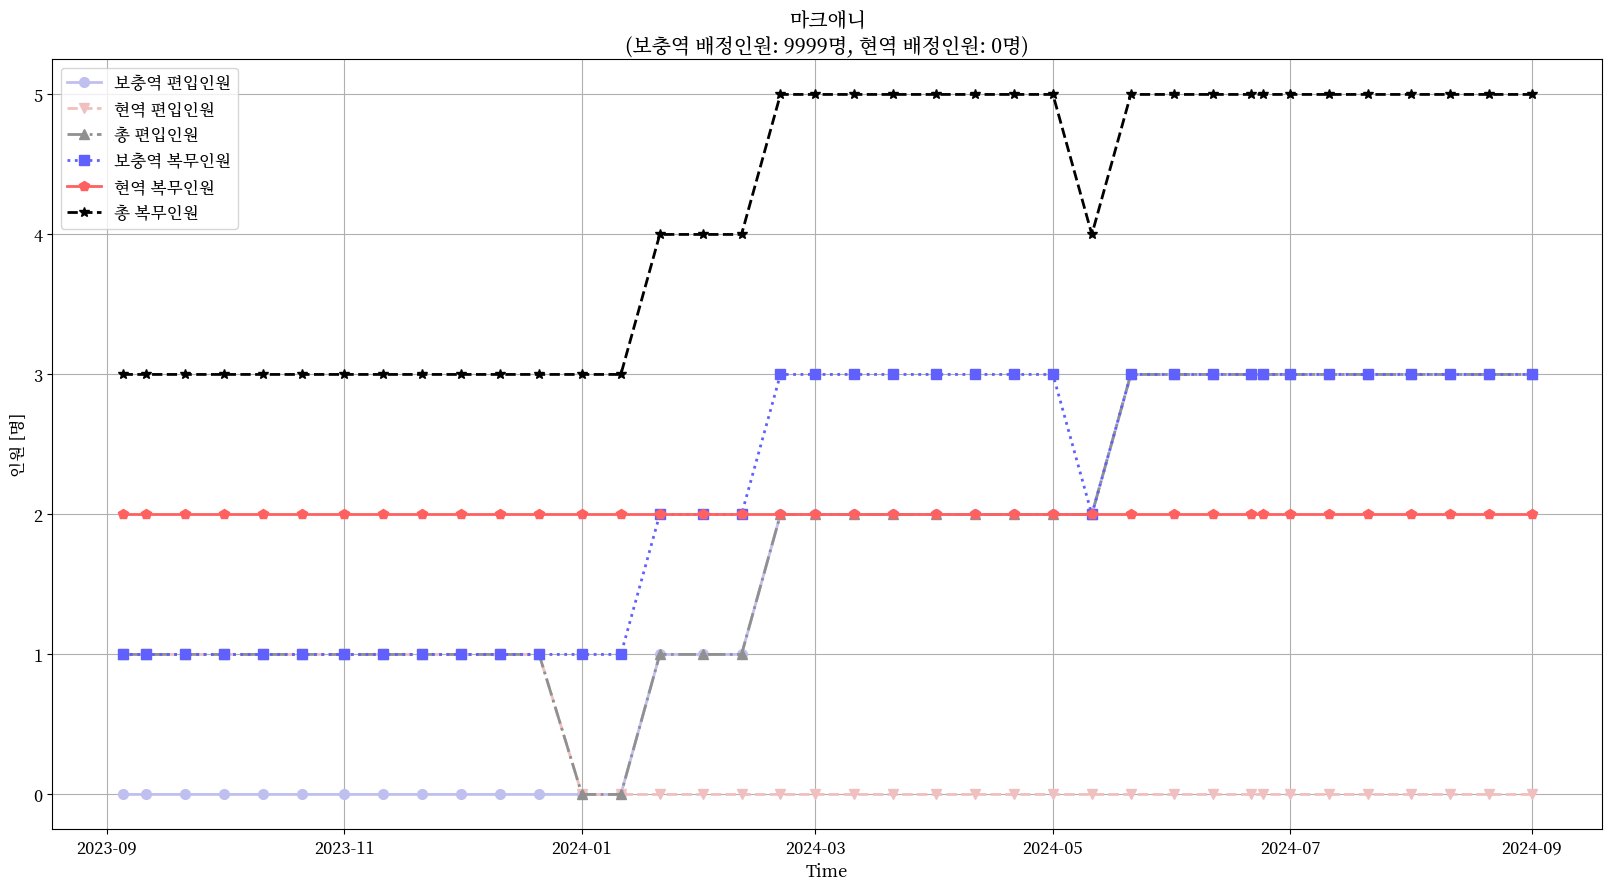 마크애니
(보충역 배정인원: 9999명, 현역 배정인원: 0명)
보충역 편입인원
현역 편입인원
총 편입인원
보충역 복무인원
현역 복무인원
총 복무인원
5
4
3
2
1
0
인원 [명]
2023-09
2023-11
2024-01
2024-03
2024-05
2024-07
2024-09
Time